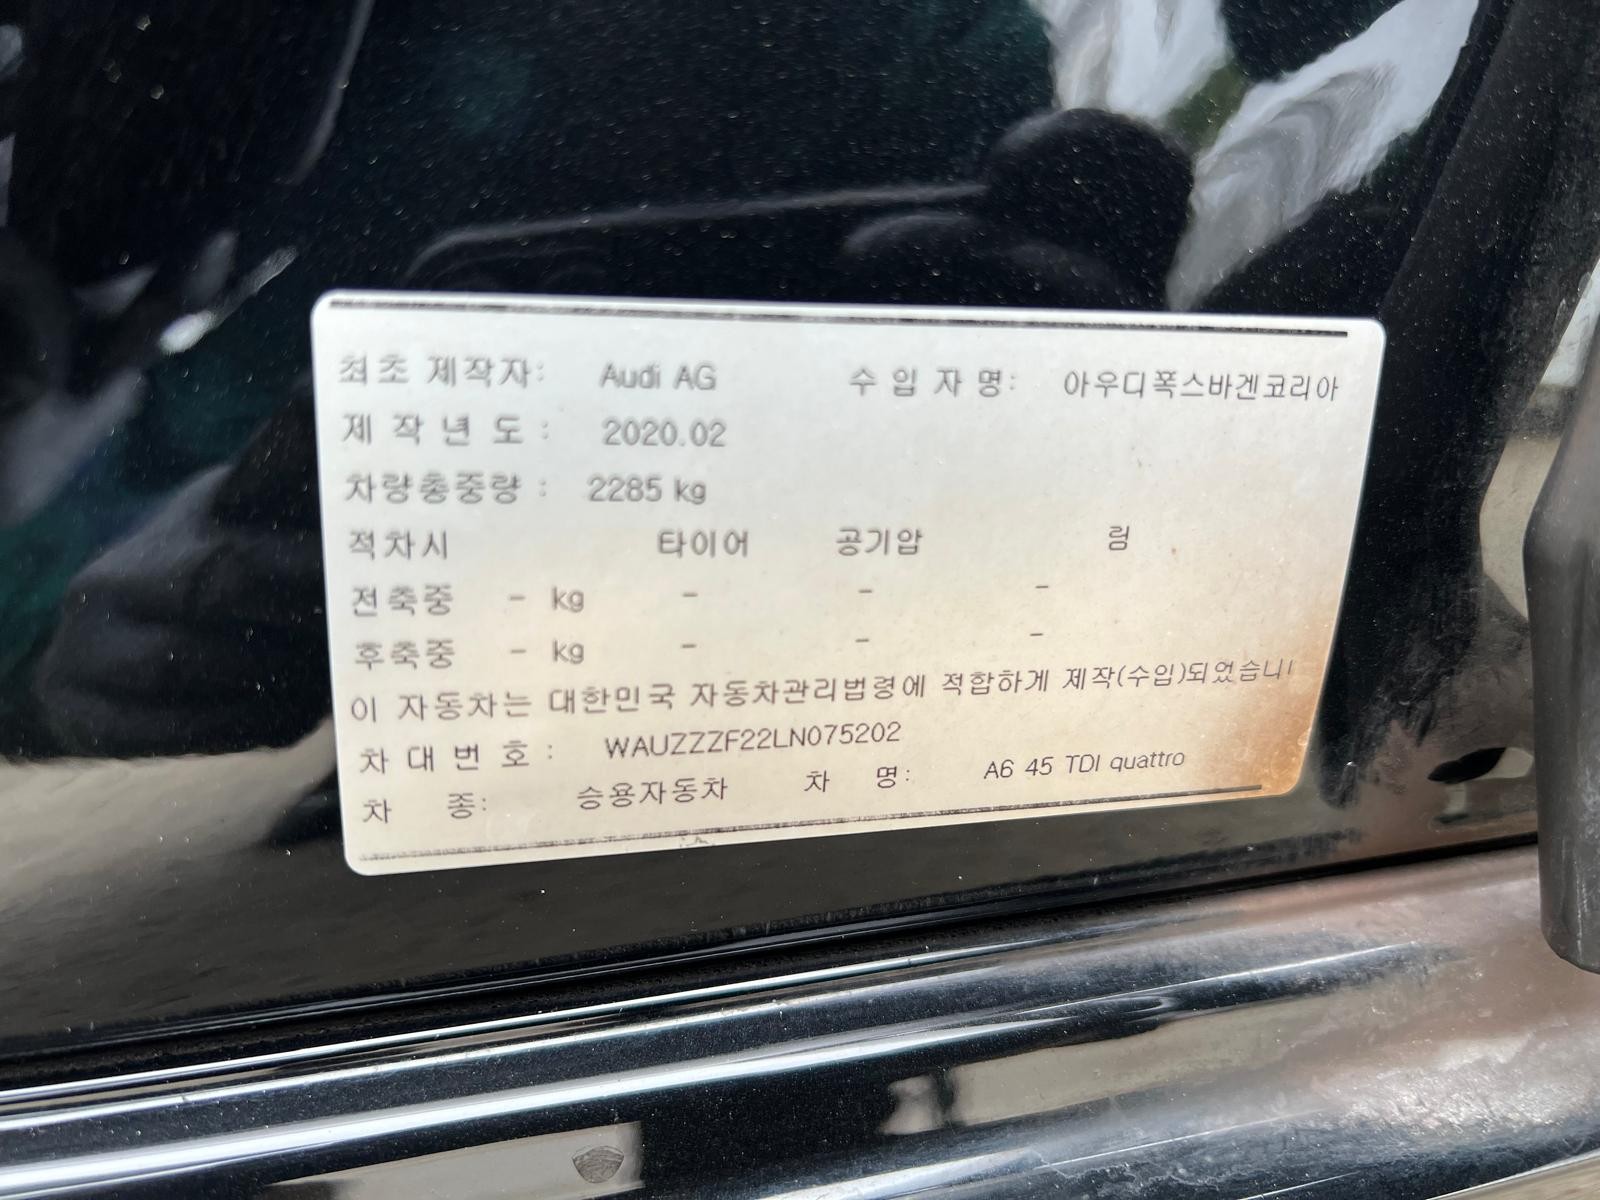 최초 제작자: Audi AG 수 입 자 명: 아우디폭스바겐코리아
제 작 년 도 : 2020.02
차량총중량 : 2285 kg
적차시 타이어 공기압 림
전축중 - kg - - -
후축중 - kg - - -
이 자동차는 대한민국 자동차관리법령에 적합하게 제작(수입)되었습니
차 대 번 호 : WAUZZZF22LN075202
차 종: 승용자동차 차 명: A6 45 TDI quattro